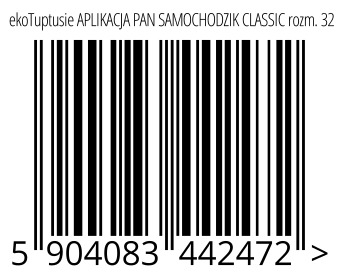 ekoTuptusie APLIKACJA PAN SAMOCHODZIK CLASSIC rozm. 32
5 904083 442472 >